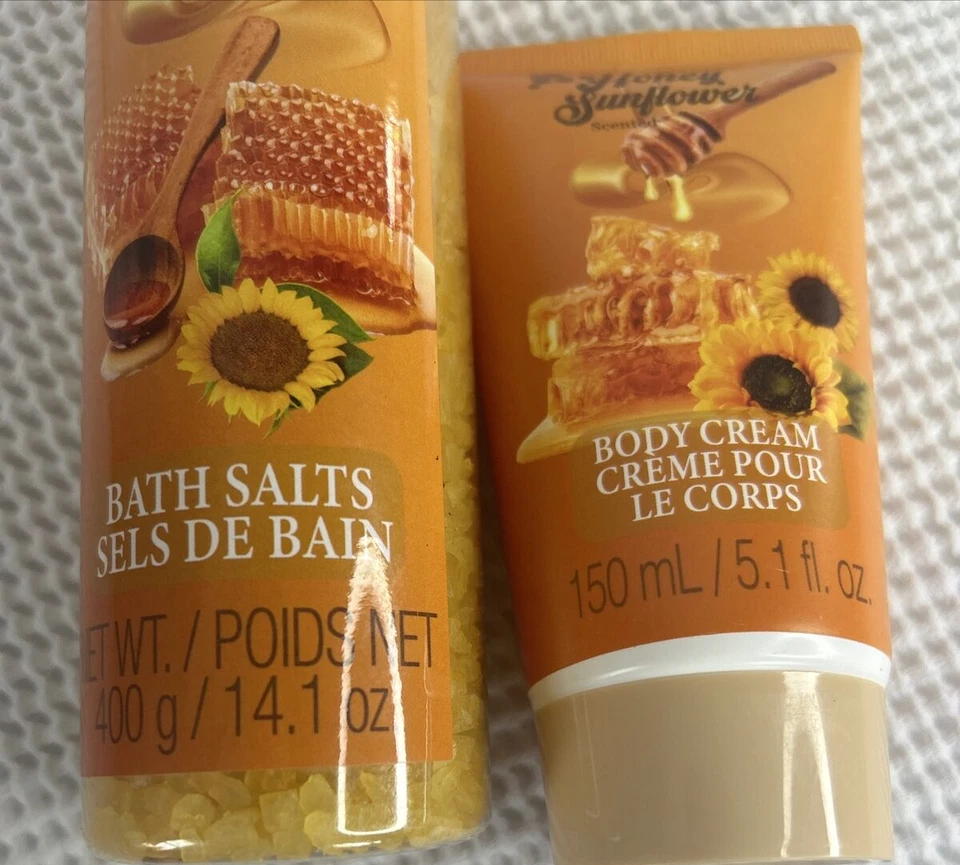 BATH SALTS
SELS DE BAIN
ET WT. / POIDS NET
400 g / 14.1 oz
Honey
Sunflower
Scented
BODY CREAM
CRÈME POUR
LE CORPS
150 mL / 5.1 fl. oz.